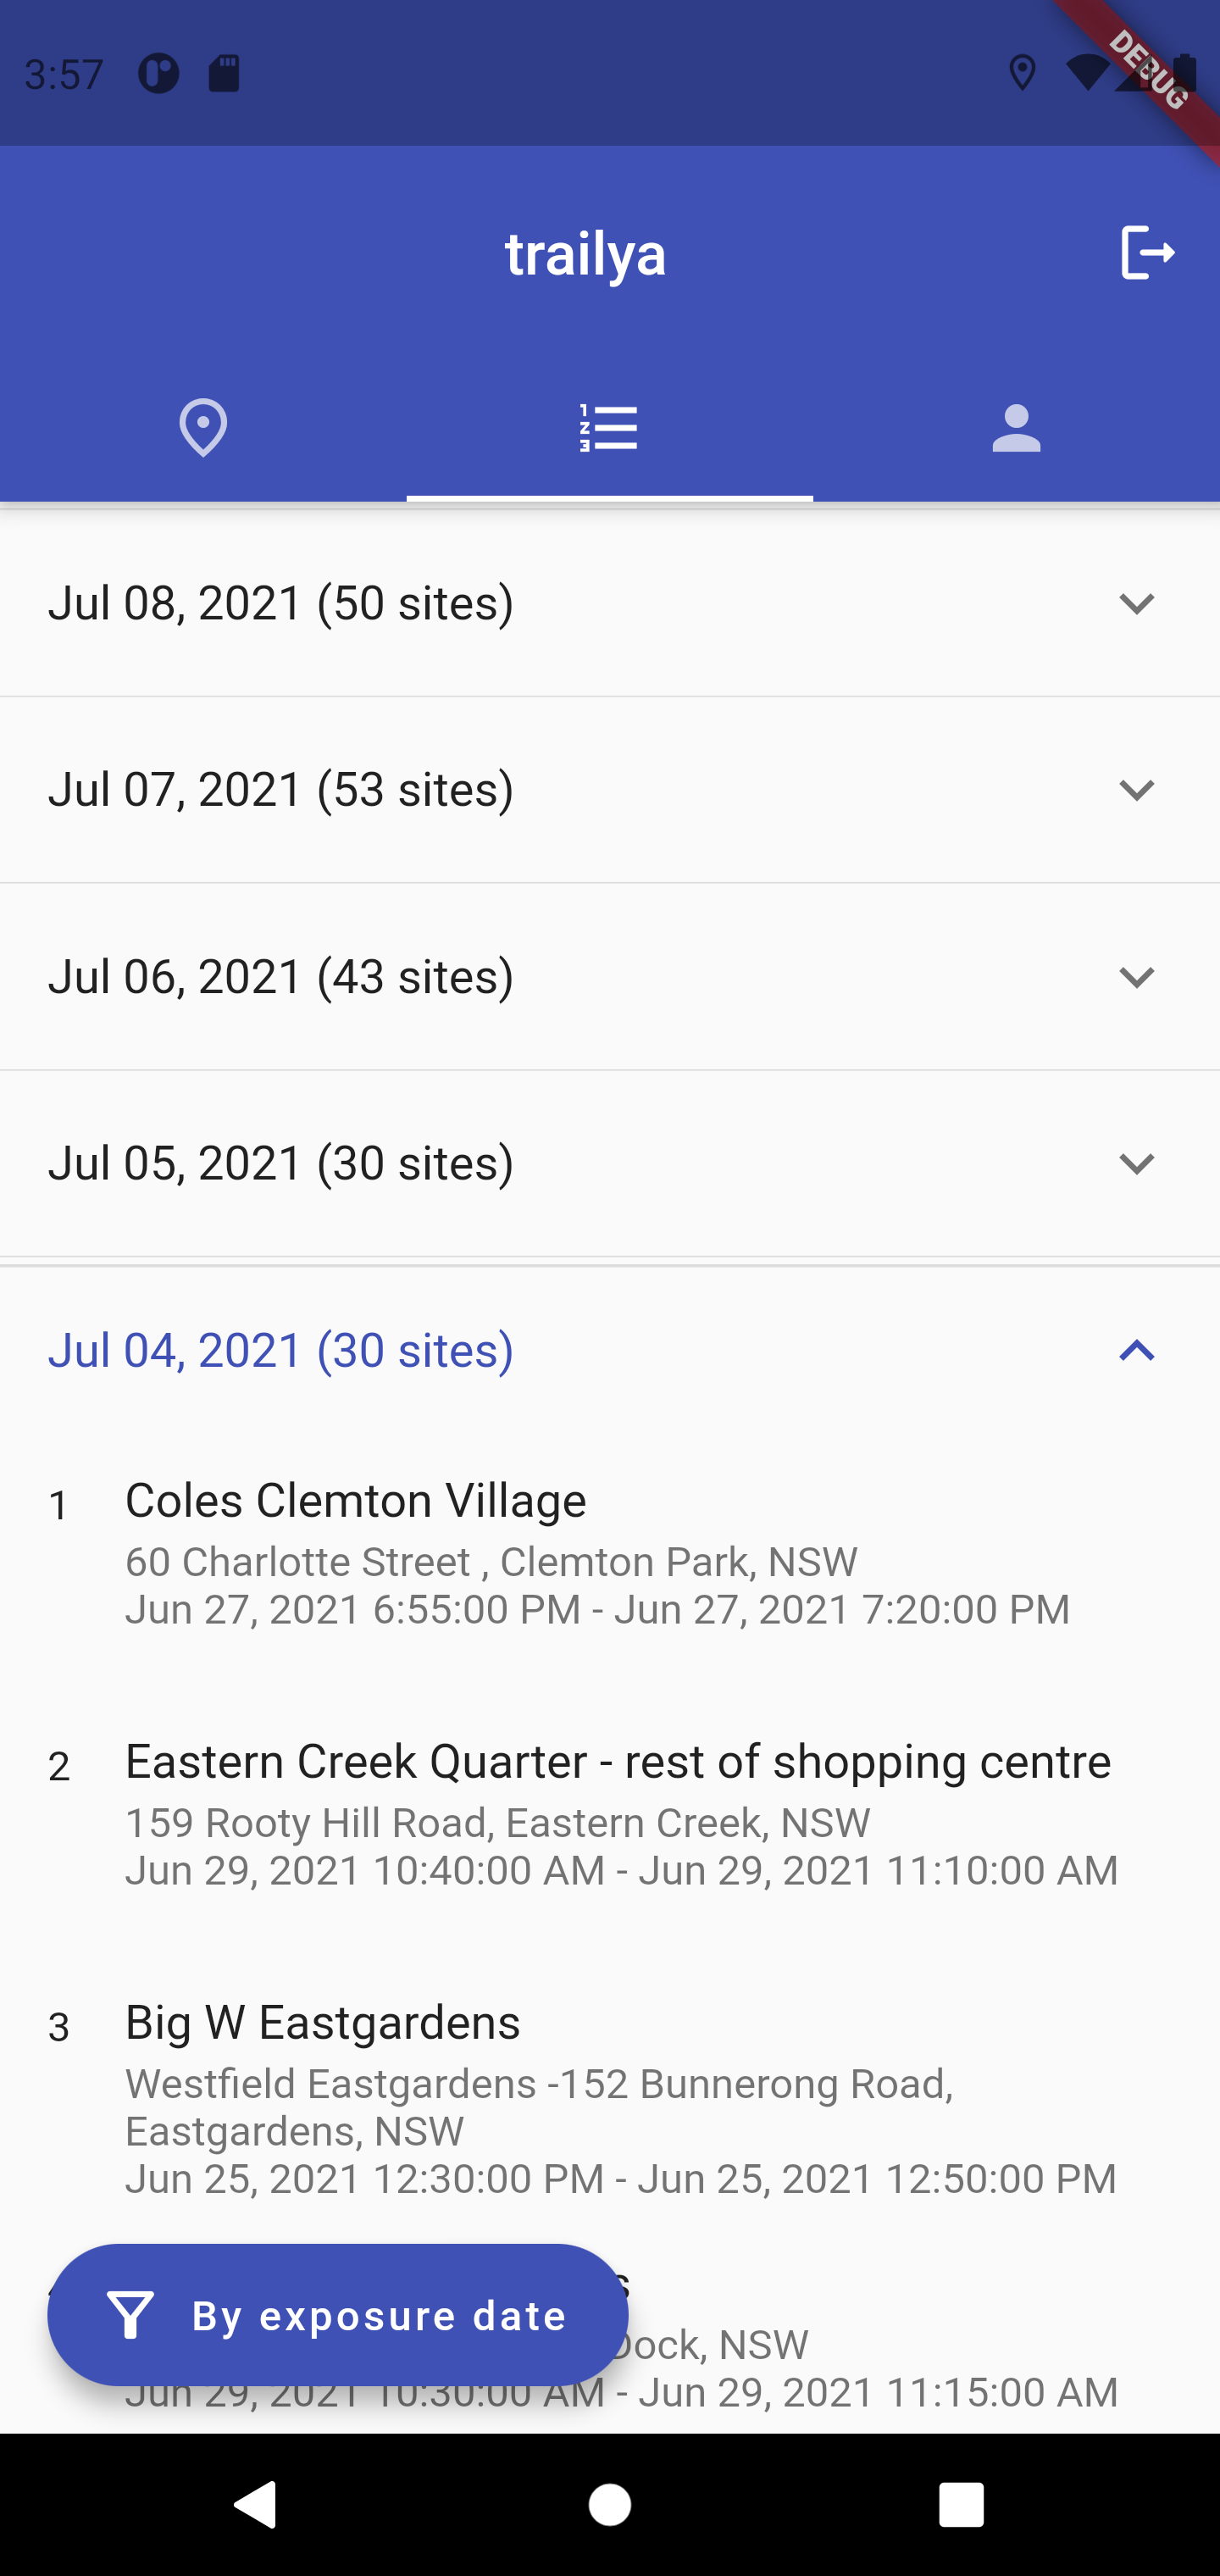 3:57
DEBUG
trailya
Jul 08, 2021 (50 sites)
Jul 07, 2021 (53 sites)
Jul 06, 2021 (43 sites)
Jul 05, 2021 (30 sites)
Jul 04, 2021 (30 sites)
1 Coles Clemton Village
60 Charlotte Street , Clemton Park, NSW
Jun 27, 2021 6:55:00 PM - Jun 27, 2021 7:20:00 PM
2 Eastern Creek Quarter - rest of shopping centre
159 Rooty Hill Road, Eastern Creek, NSW
Jun 29, 2021 10:40:00 AM - Jun 29, 2021 11:10:00 AM
3 Big W Eastgardens
Westfield Eastgardens -152 Bunnerong Road,
Eastgardens, NSW
Jun 25, 2021 12:30:00 PM - Jun 25, 2021 12:50:00 PM
By exposure date
Dock, NSW
Jun 29, 2021 10:30:00 AM - Jun 29, 2021 11:15:00 AM